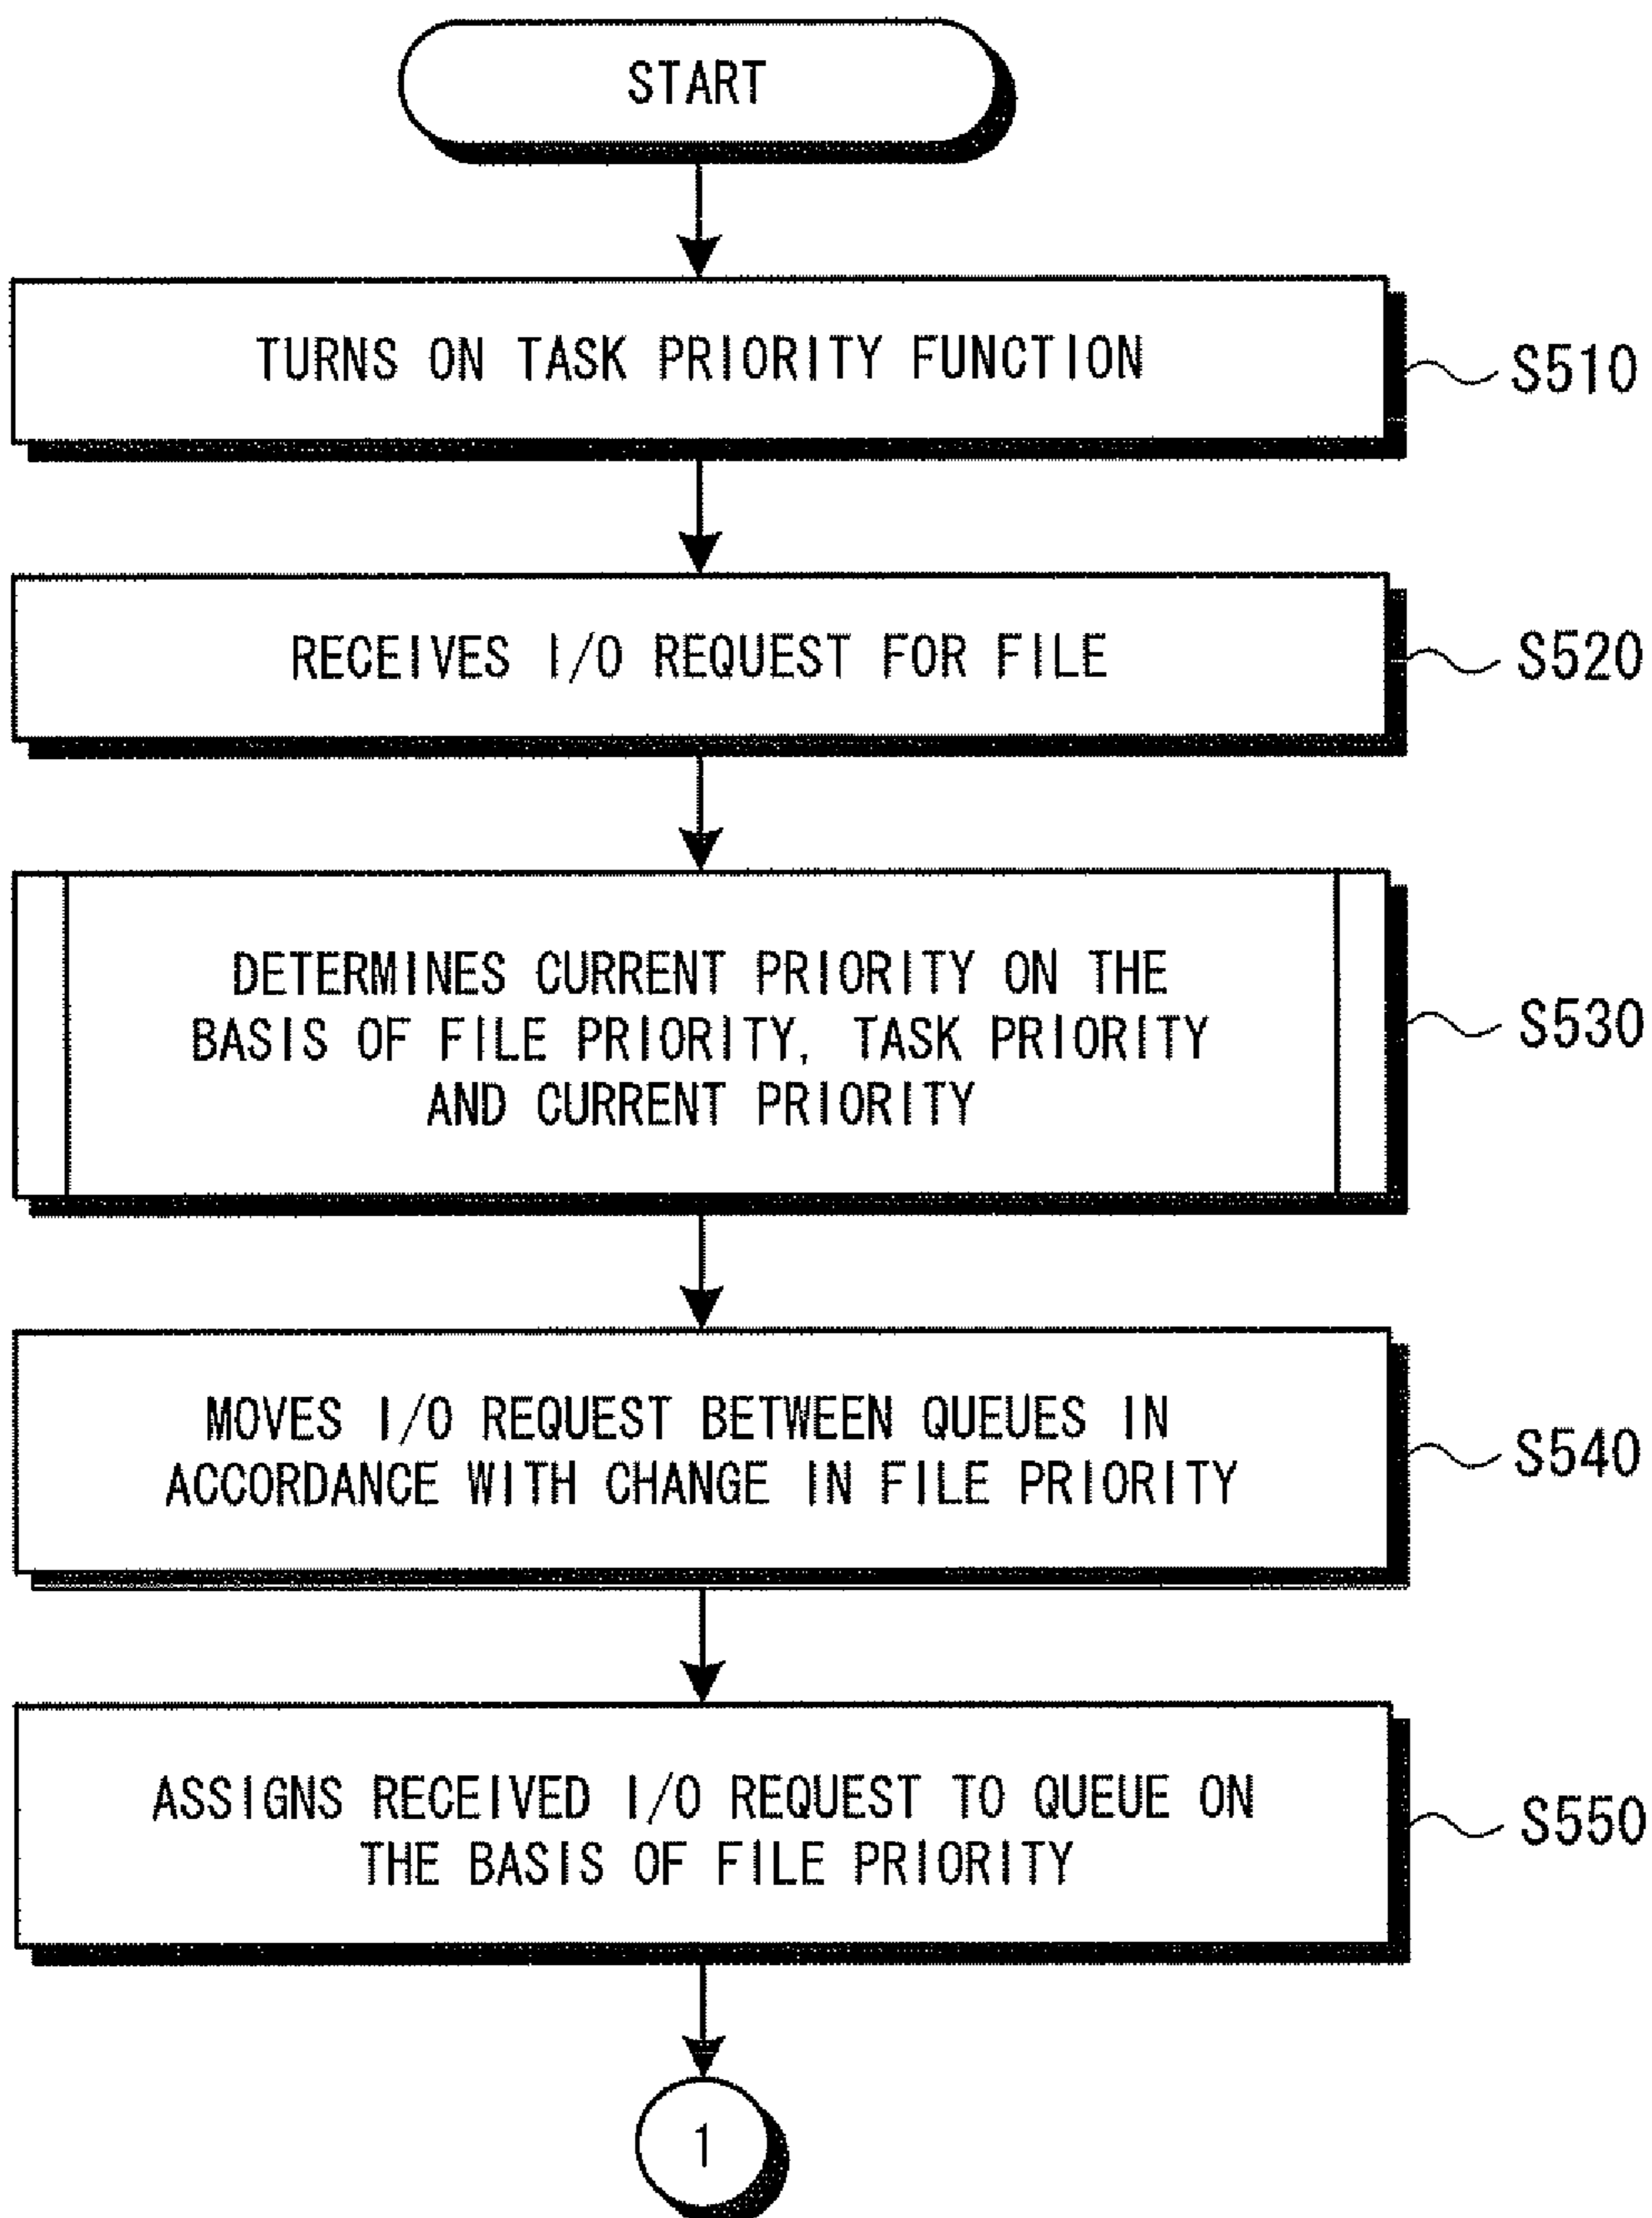 START
TURNS ON TASK PRIORITY FUNCTION
S510
RECEIVES I/O REQUEST FOR FILE
S520
DETERMINES CURRENT PRIORITY ON THE
BASIS OF FILE PRIORITY, TASK PRIORITY
AND CURRENT PRIORITY
S530
MOVES I/O REQUEST BETWEEN QUEUES IN
ACCORDANCE WITH CHANGE IN FILE PRIORITY
S540
ASSIGNS RECEIVED I/O REQUEST TO QUEUE ON
THE BASIS OF FILE PRIORITY
S550
1